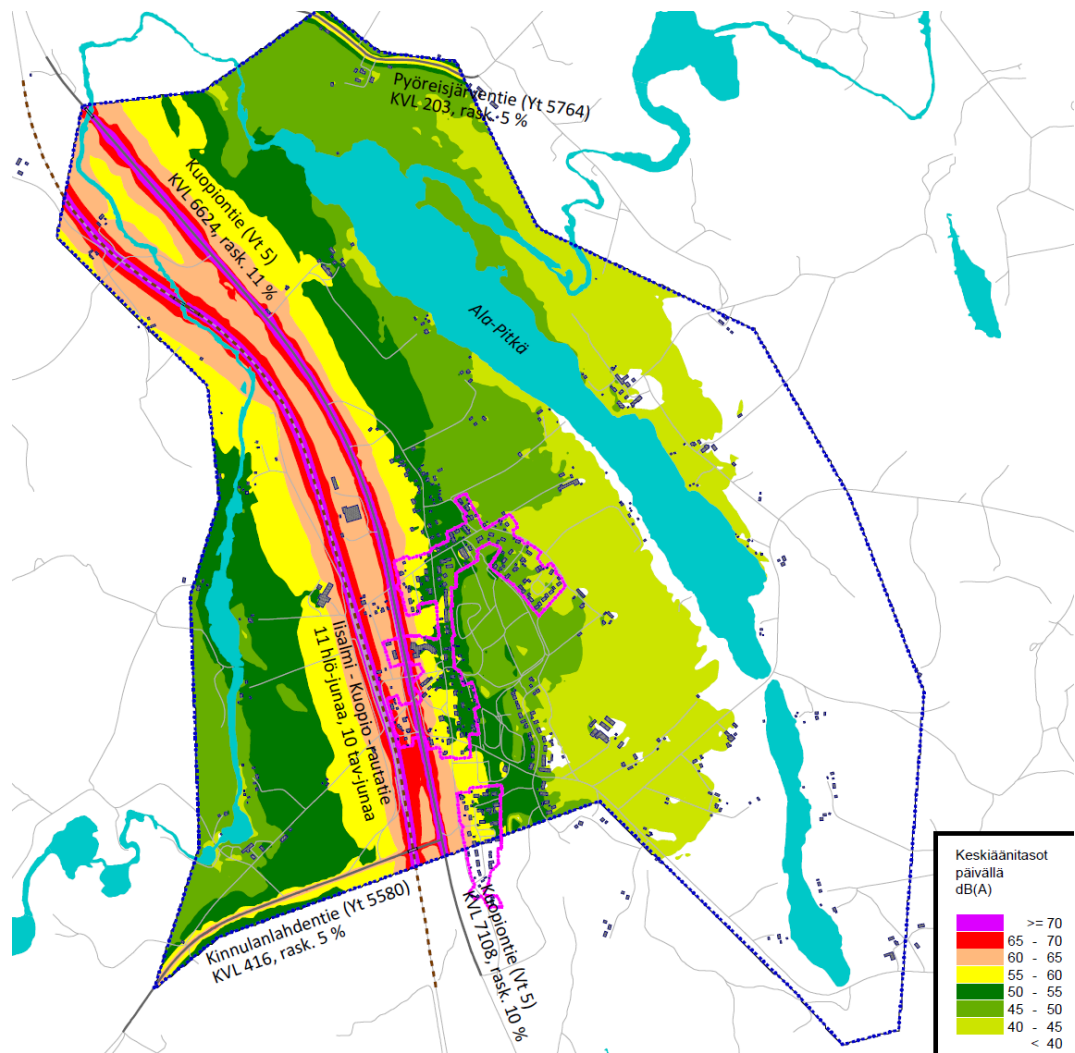 Pyöreisjärventie (Yt 5764)
KVL 203, rask. 5 %
Kuopiontie (Vt 5)
KVL 6624, rask. 11 %
Ala-Pitkä
Iisalmi - Kuopio -rautatie
11 hlö-junaa, 10 tav-junaa
Kinnulanlahdentie (Yt 5580)
KVL 416, rask. 5 %
Kuopiontie (Vt 5)
KVL 7108, rask. 10 %
Keskiäänitasot
päivällä
dB(A)
>= 70
65 - 70
60 - 65
55 - 60
50 - 55
45 - 50
40 - 45
< 40